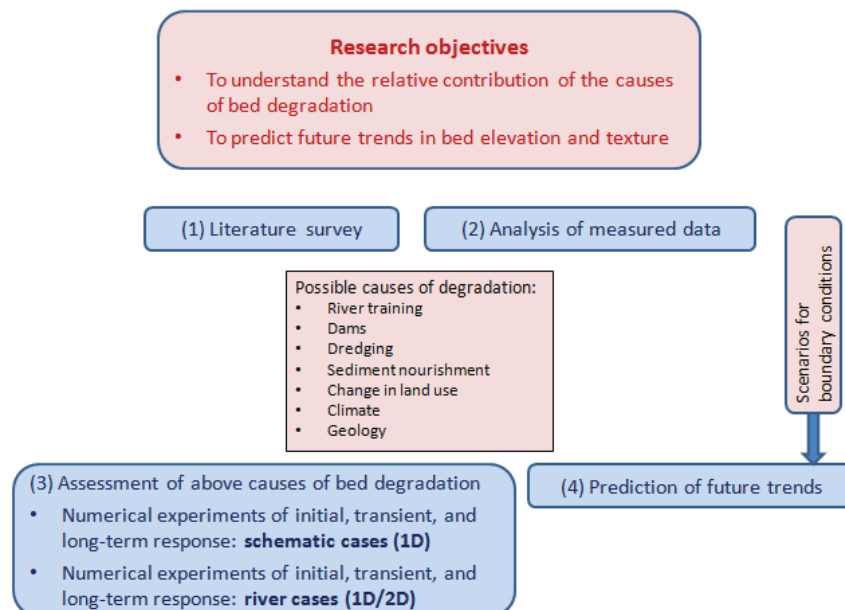 Research objectives
• To understand the relative contribution of the causes
of bed degradation
• To predict future trends in bed elevation and texture
(1) Literature survey
(2) Analysis of measured data
Scenarios for
boundary conditions
Possible causes of degradation:
• River training
• Dams
• Dredging
• Sediment nourishment
• Change in land use
• Climate
• Geology
(3) Assessment of above causes of bed degradation
• Numerical experiments of initial, transient, and
long-term response: schematic cases (1D)
• Numerical experiments of initial, transient, and
long-term response: river cases (1D/2D)
(4) Prediction of future trends